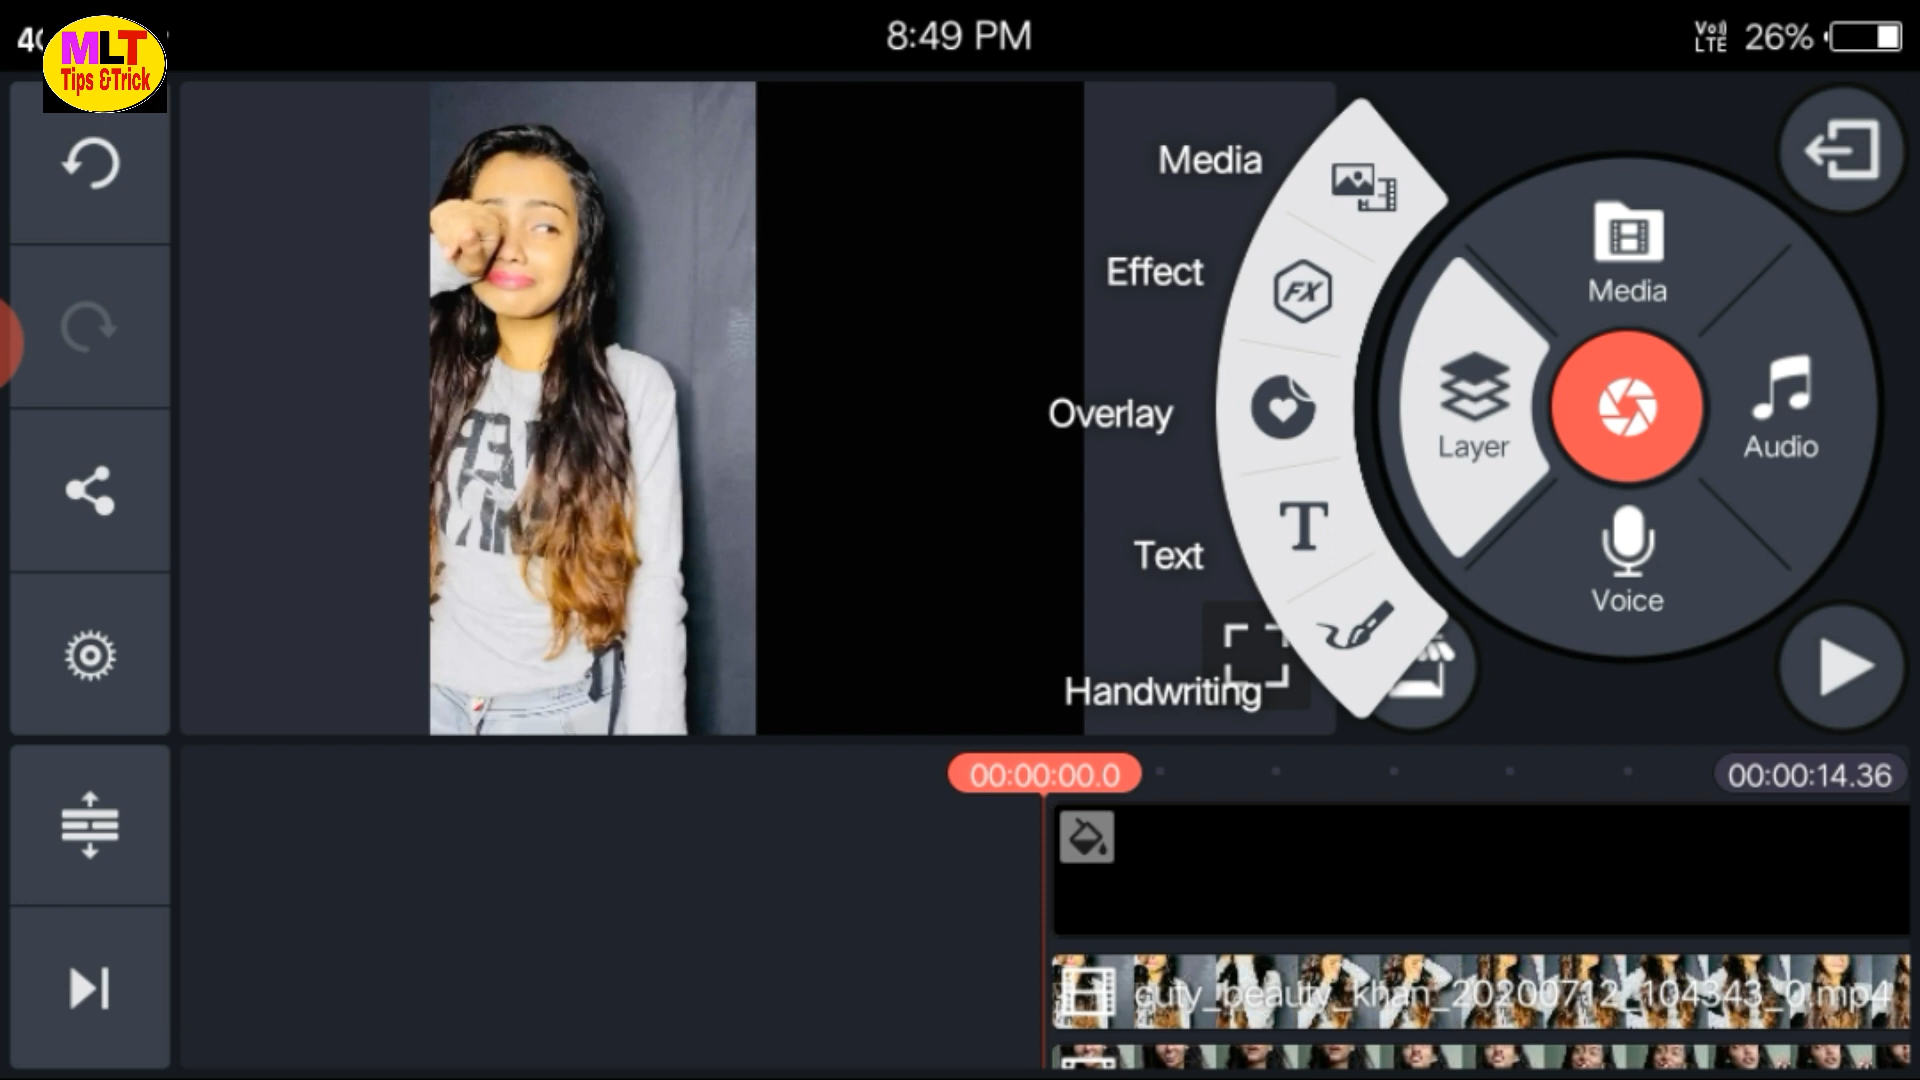 8:49 PM
Vo))
LTE
26%
MLT
Tips &Trick
Media
Effect
Overlay
Text
Handwriting
Media
Layer
Audio
Voice
FX
T
00:00:00.0
00:00:14.36
cuty_beauty_khan_20200712_104343_0.mp4